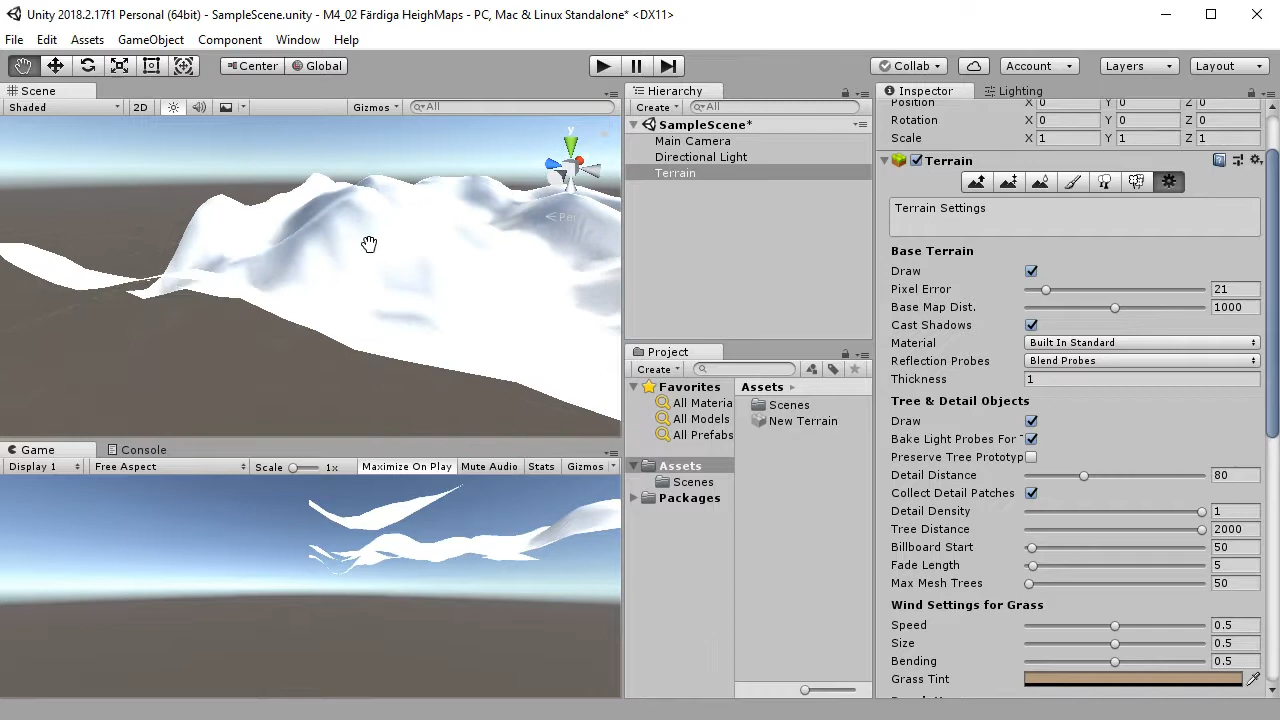 Unity 2018.2.17f1 Personal (64bit) - SampleScene.unity - M4_02 Färdiga HeighMaps - PC, Mac & Linux Standalone* <DX11>
File Edit Assets GameObject Component Window Help
Center Global Collab Account Layers Layout
Scene
Shaded 2D Gizmos All
y
Per
Game Console
Display 1 Free Aspect Scale 1x Maximize On Play Mute Audio Stats Gizmos
Hierarchy
Create All
SampleScene*
Main Camera
Directional Light
Terrain
Project
Create
Favorites
All Materia
All Models
All Prefabs
Assets
Scenes
Packages
Assets
Scenes
New Terrain
Inspector Lighting
Position X 0 Y 0 Z 0
Rotation X 0 Y 0 Z 0
Scale X 1 Y 1 Z 1
Terrain
Terrain Settings
Base Terrain
Draw
Pixel Error 21
Base Map Dist. 1000
Cast Shadows
Material Built In Standard
Reflection Probes Blend Probes
Thickness 1
Tree & Detail Objects
Draw
Bake Light Probes For
Preserve Tree Prototyp
Detail Distance 80
Collect Detail Patches
Detail Density 1
Tree Distance 2000
Billboard Start 50
Fade Length 5
Max Mesh Trees 50
Wind Settings for Grass
Speed 0.5
Size 0.5
Bending 0.5
Grass Tint